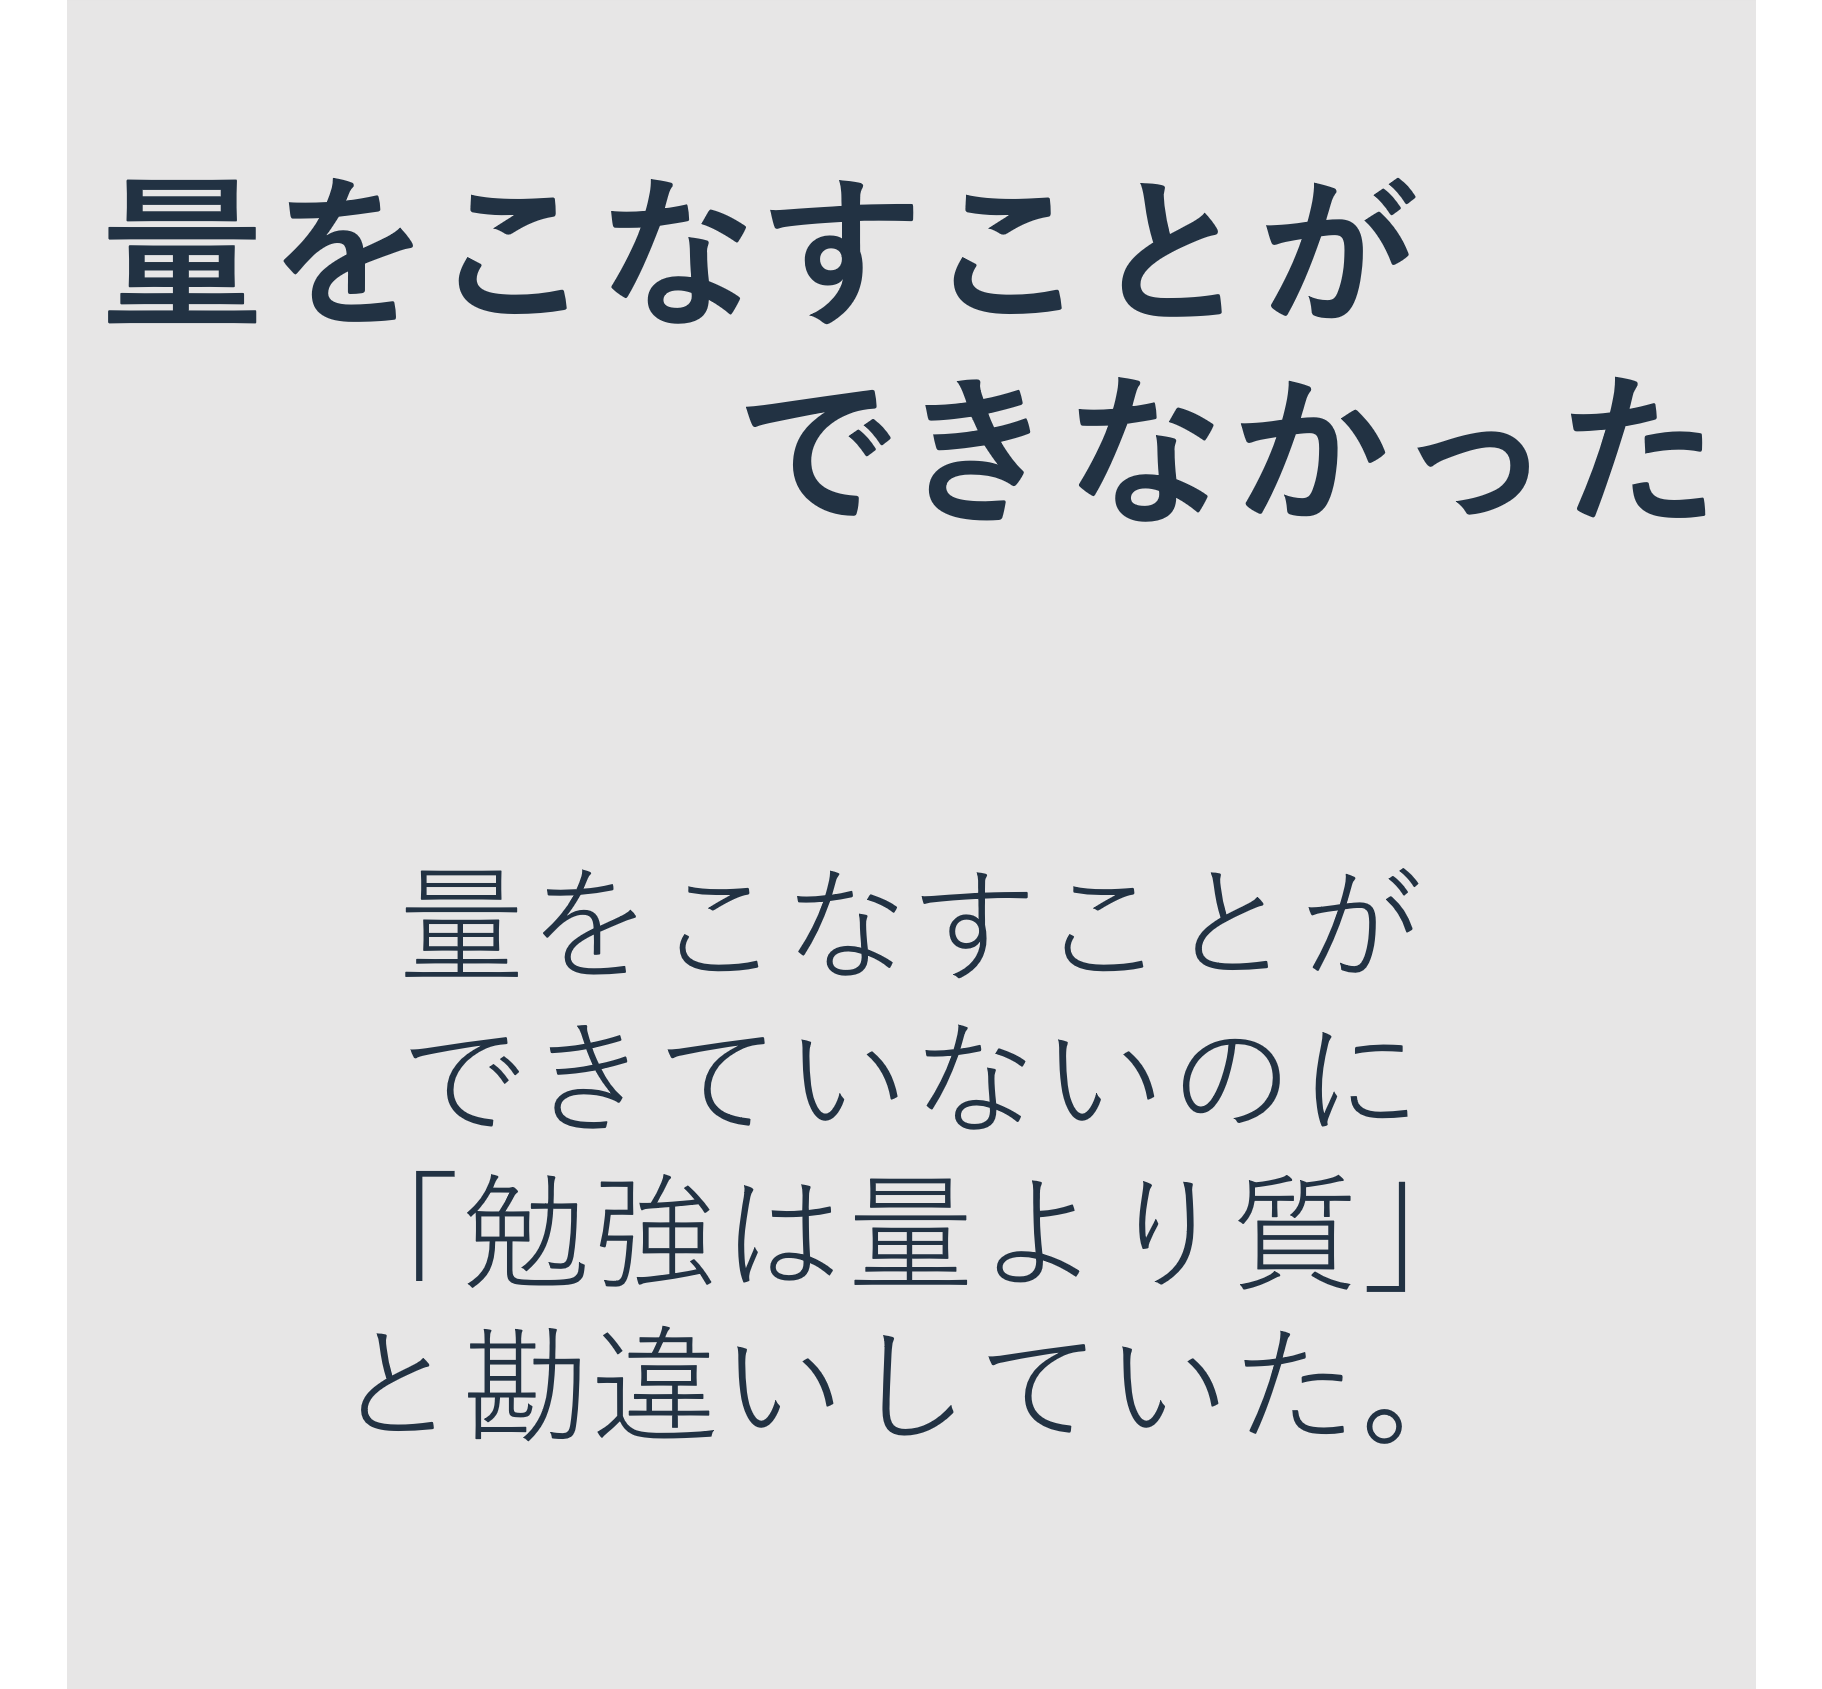 量をこなすことが
できなかった
量をこなすことが
できていないのに
「勉強は量より質」
と勘違いしていた。